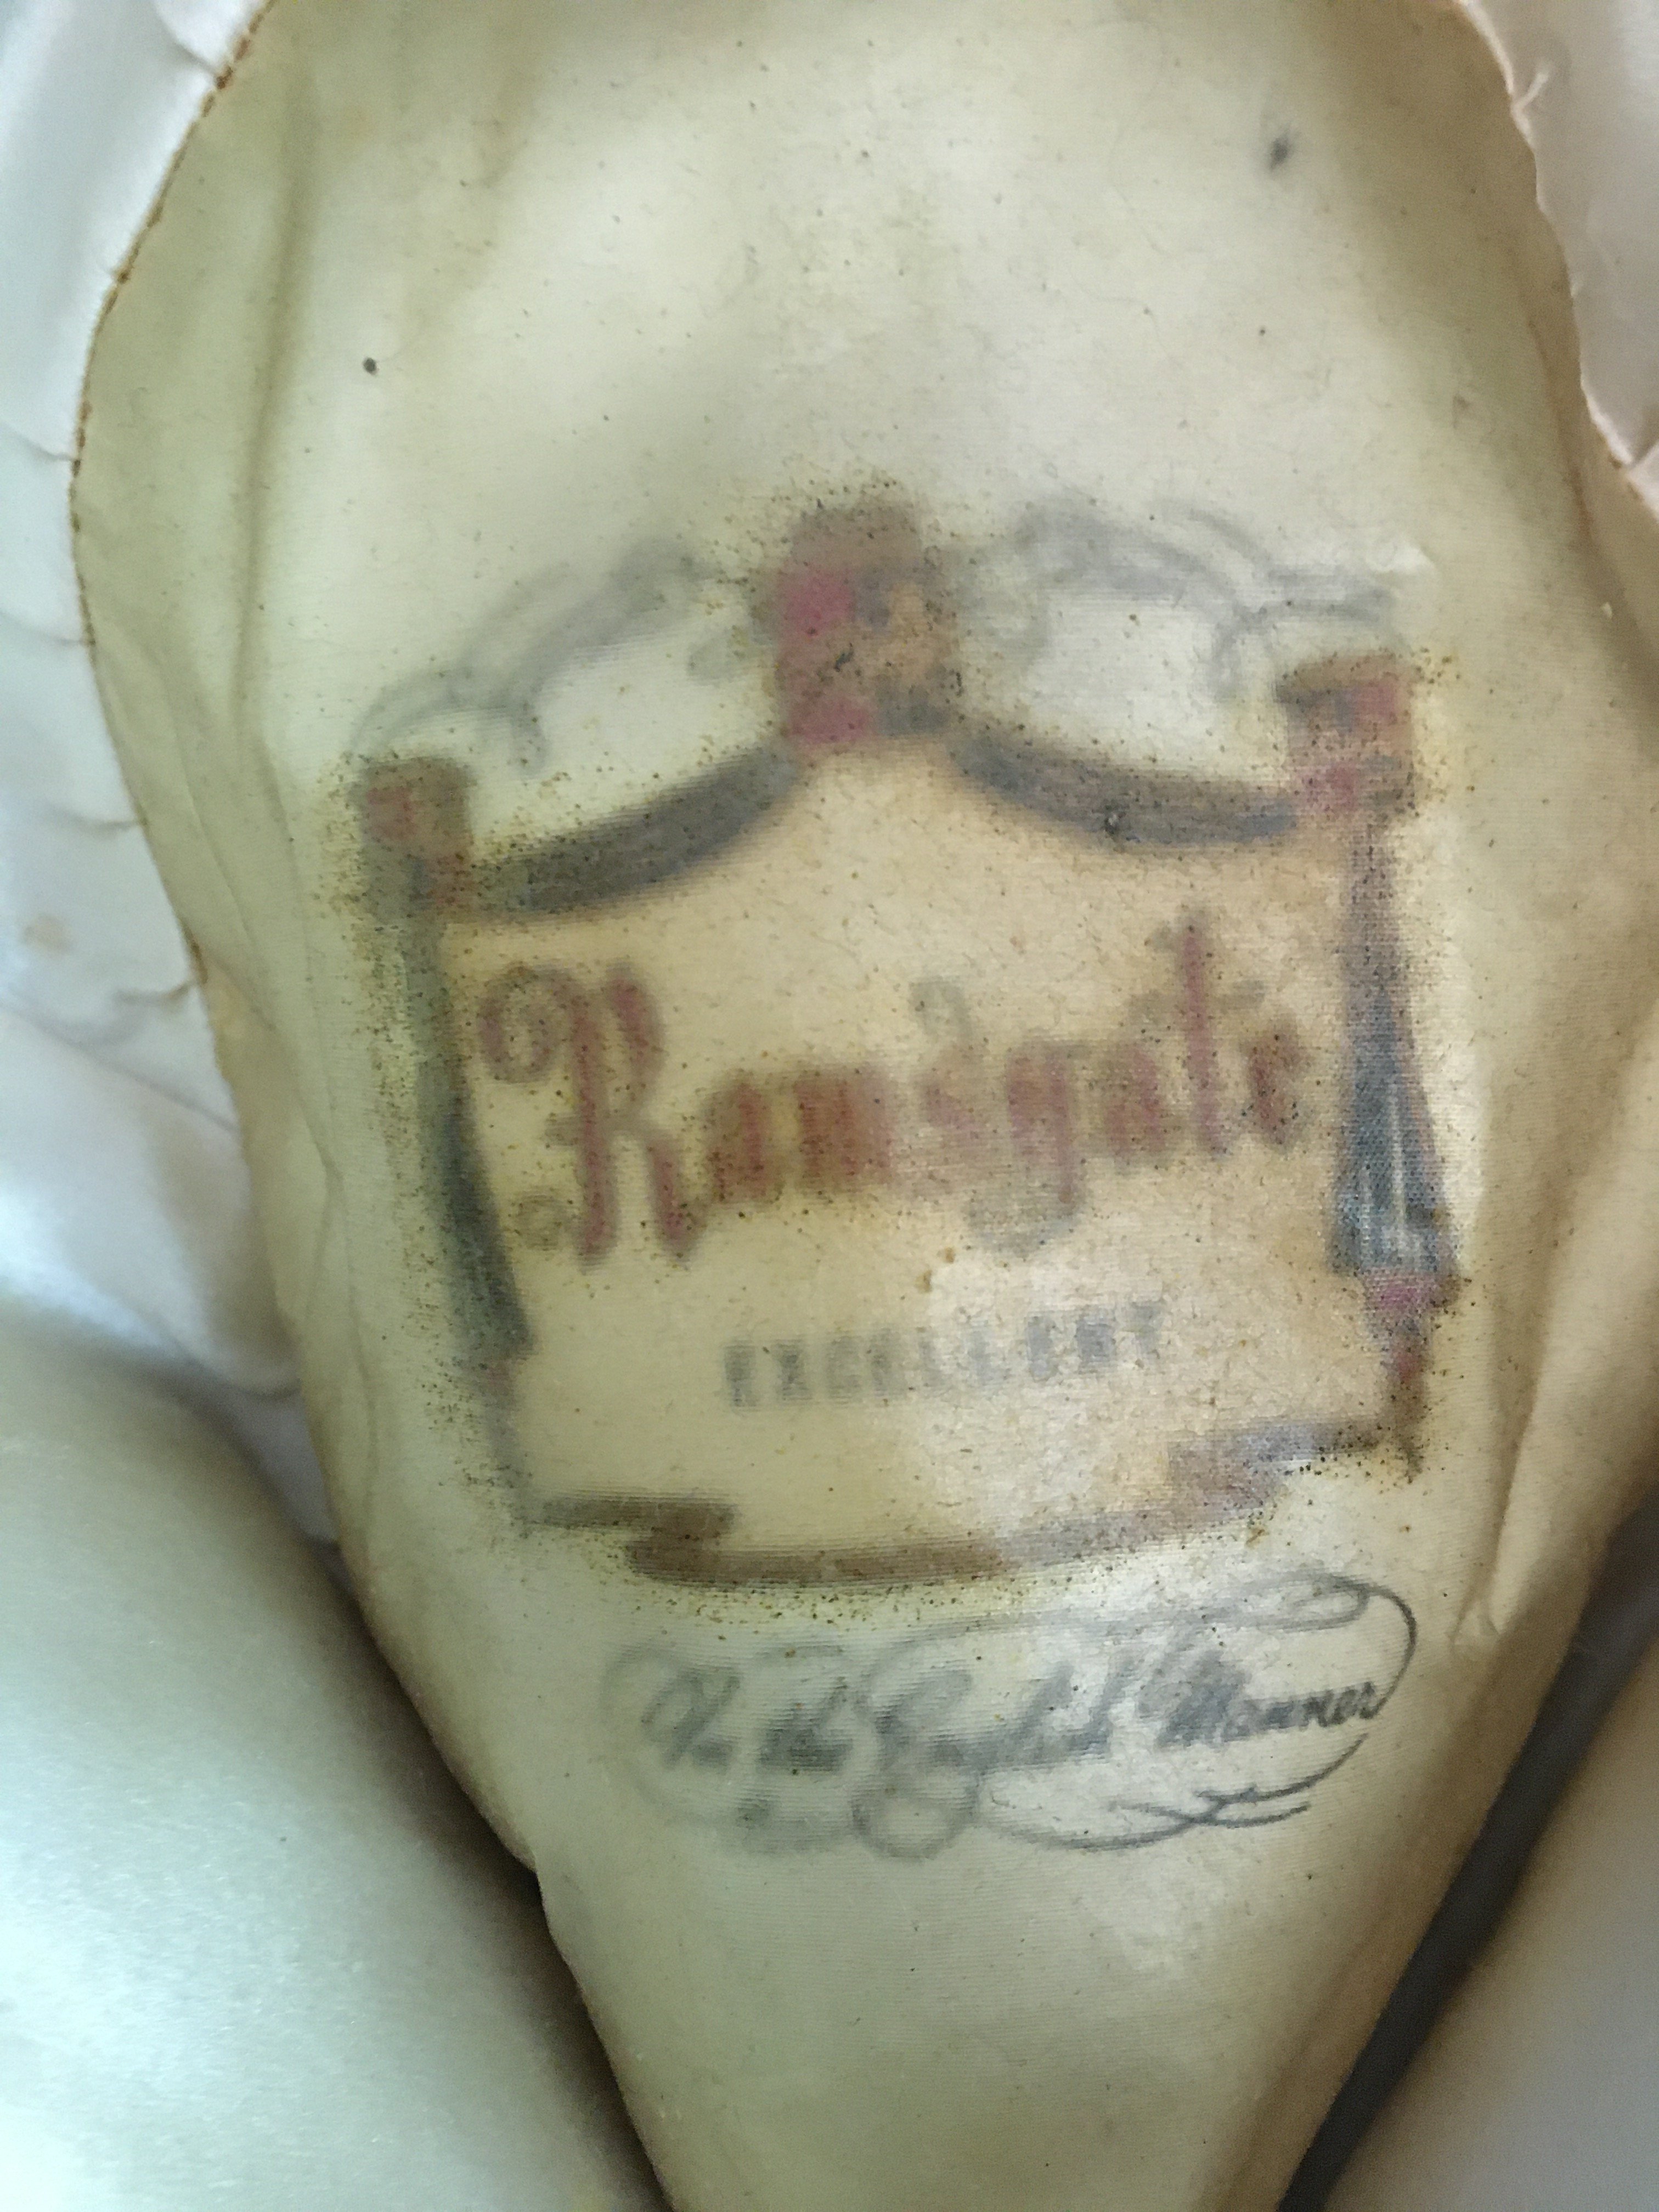 Ramsgate
EXCELLENT
In the English Manner